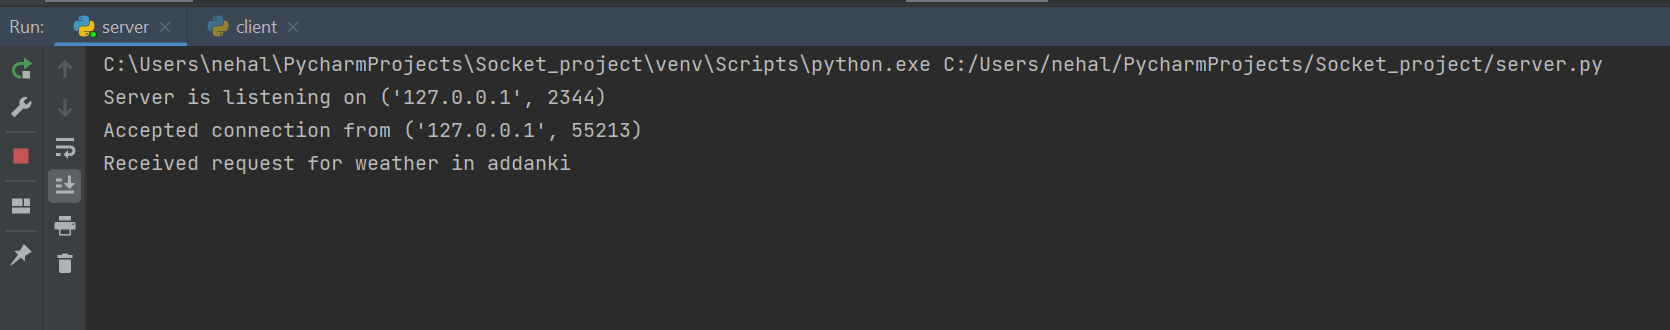 Run: server client
C:\Users\nehal\PycharmProjects\Socket_project\venv\Scripts\python.exe C:/Users/nehal/PycharmProjects/Socket_project/server.py
Server is listening on ('127.0.0.1', 2344)
Accepted connection from ('127.0.0.1', 55213)
Received request for weather in addanki